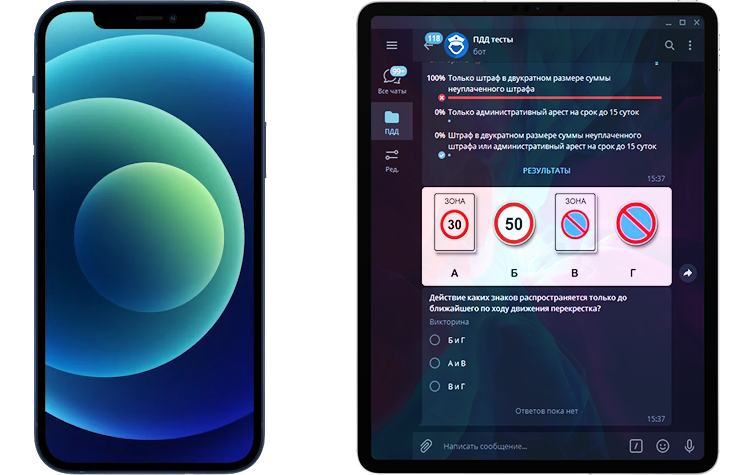 118
ПДД тесты
бот
99+
Все чаты
ПДД
Ред.
100% Только штраф в двукратном размере суммы
неуплаченного штрафа
0% Только административный арест на срок до 15 суток
0% Штраф в двукратном размере суммы неуплаченного
штрафа или административный арест на срок до 15 суток
РЕЗУЛЬТАТЫ
15:37
ЗОНА
30
50
ЗОНА
А
Б
В
Г
Действие каких знаков распространяется только до
ближайшего по ходу движения перекрестка?
Викторина
Б и Г
А и В
В и Г
Ответов пока нет
15:37
Написать сообщение...